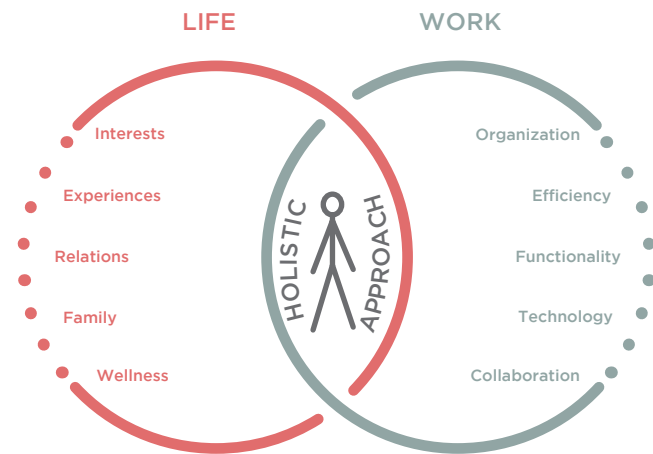 LIFE
WORK
Interests
Experiences
Relations
Family
Wellness
HOLISTIC
APPROACH
Organization
Efficiency
Functionality
Technology
Collaboration